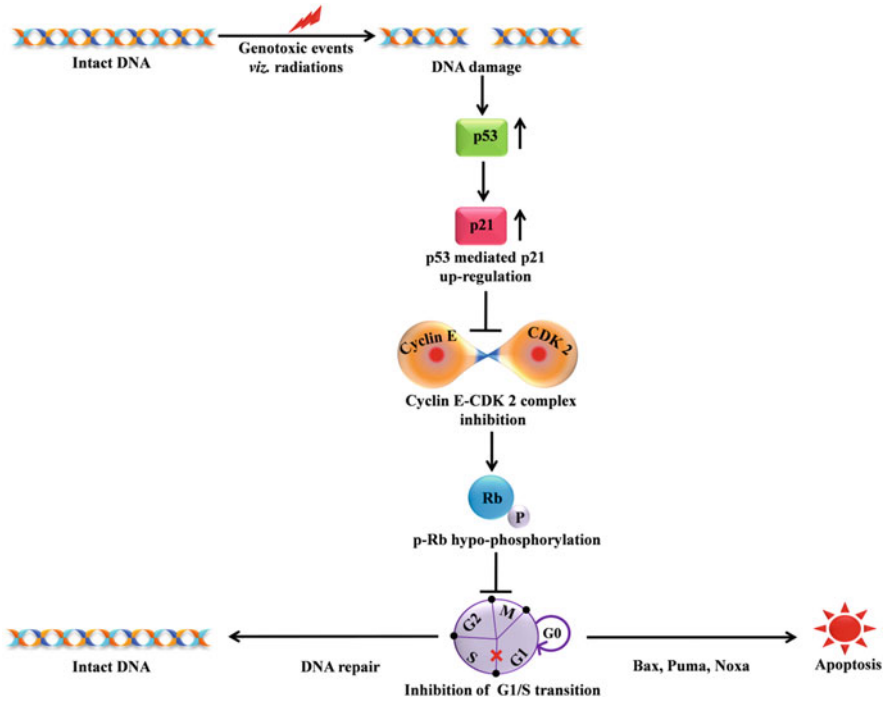 Intact DNA
Genotoxic events
viz. radiations
DNA damage
p53
p21
p53 mediated p21
up-regulation
Cyclin E
CDK 2
Cyclin E-CDK 2 complex
inhibition
Rb
P
p-Rb hypo-phosphorylation
G2
M
G0
S
G1
Intact DNA
DNA repair
Inhibition of G1/S transition
Bax, Puma, Noxa
Apoptosis